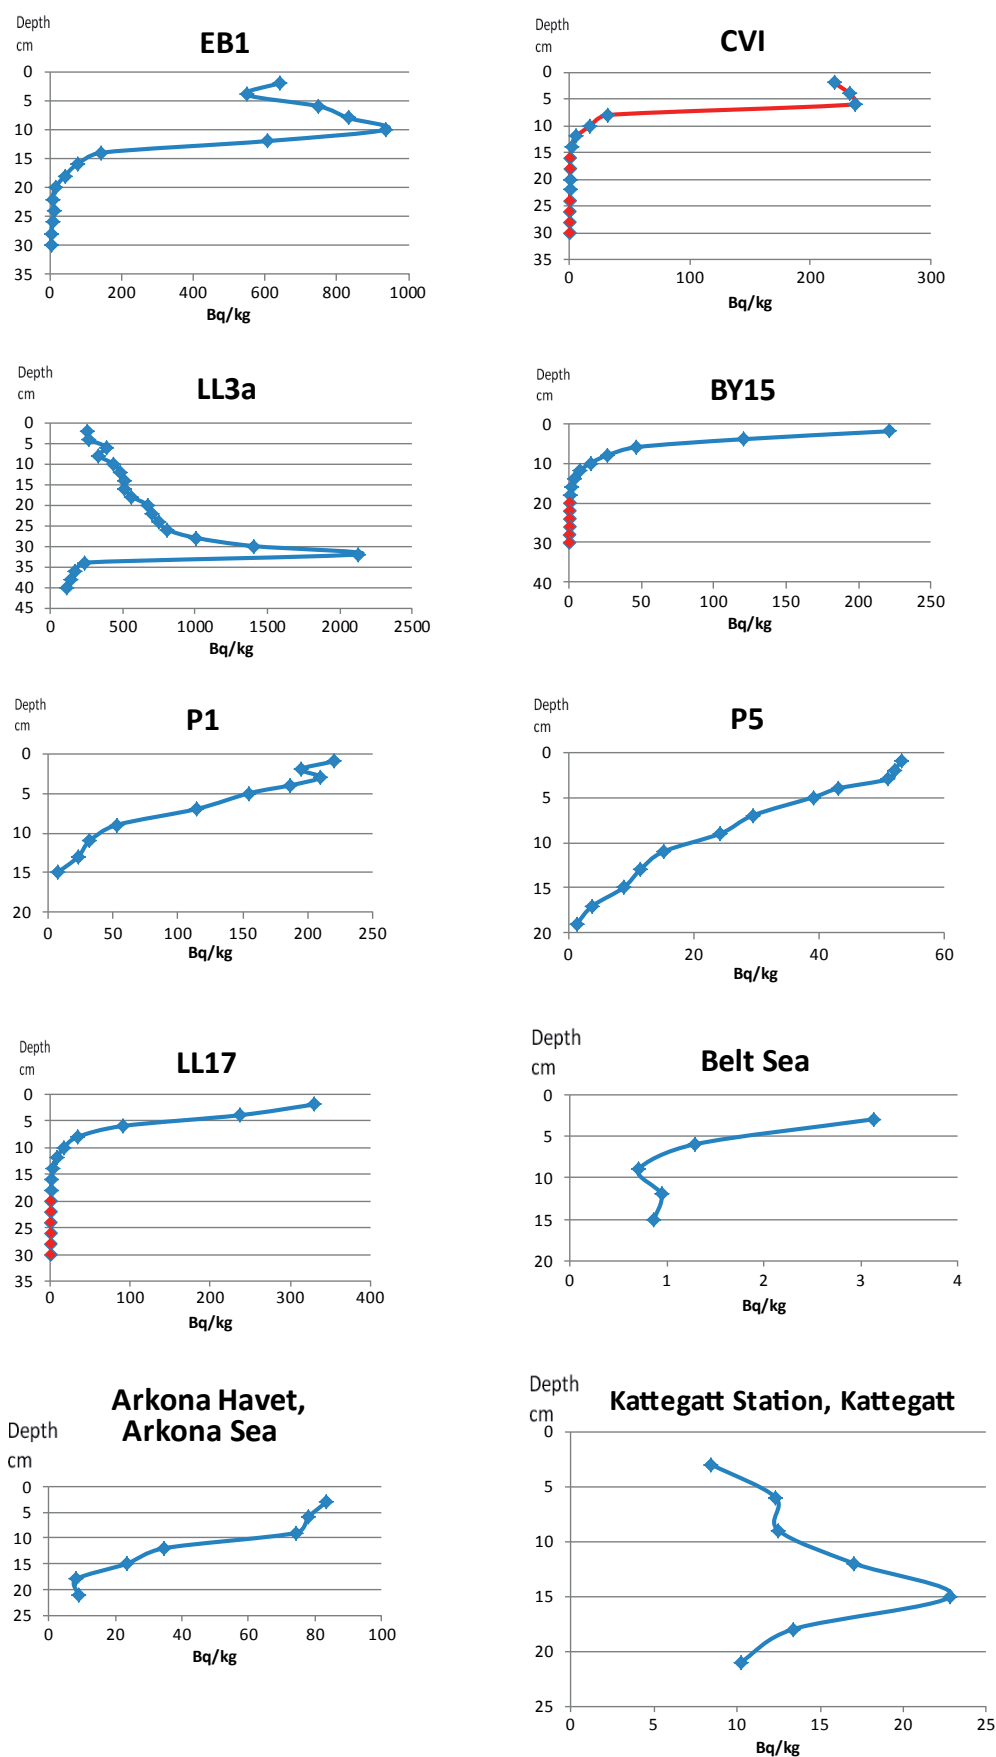 Depth
cm
EB1
0
5
10
15
20
25
30
35
0 200 400 600 800 1000
Bq/kg
Depth
cm
CVI
0
5
10
15
20
25
30
35
0 100 200 300
Bq/kg
Depth
cm
LL3a
0
5
10
15
20
25
30
35
40
45
0 500 1000 1500 2000 2500
Bq/kg
Depth
cm
BY15
0
10
20
30
40
0 50 100 150 200 250
Bq/kg
Depth
cm
P1
0
5
10
15
20
0 50 100 150 200 250
Bq/kg
Depth
cm
P5
0
5
10
15
20
0 20 40 60
Bq/kg
Depth
cm
LL17
0
5
10
15
20
25
30
35
0 100 200 300 400
Bq/kg
Depth
cm
Belt Sea
0
5
10
15
20
0 1 2 3 4
Bq/kg
Arkona Havet,
Arkona Sea
Depth
cm
0
5
10
15
20
25
0 20 40 60 80 100
Bq/kg
Depth
cm
Kattegatt Station, Kattegatt
0
5
10
15
20
25
0 5 10 15 20 25
Bq/kg